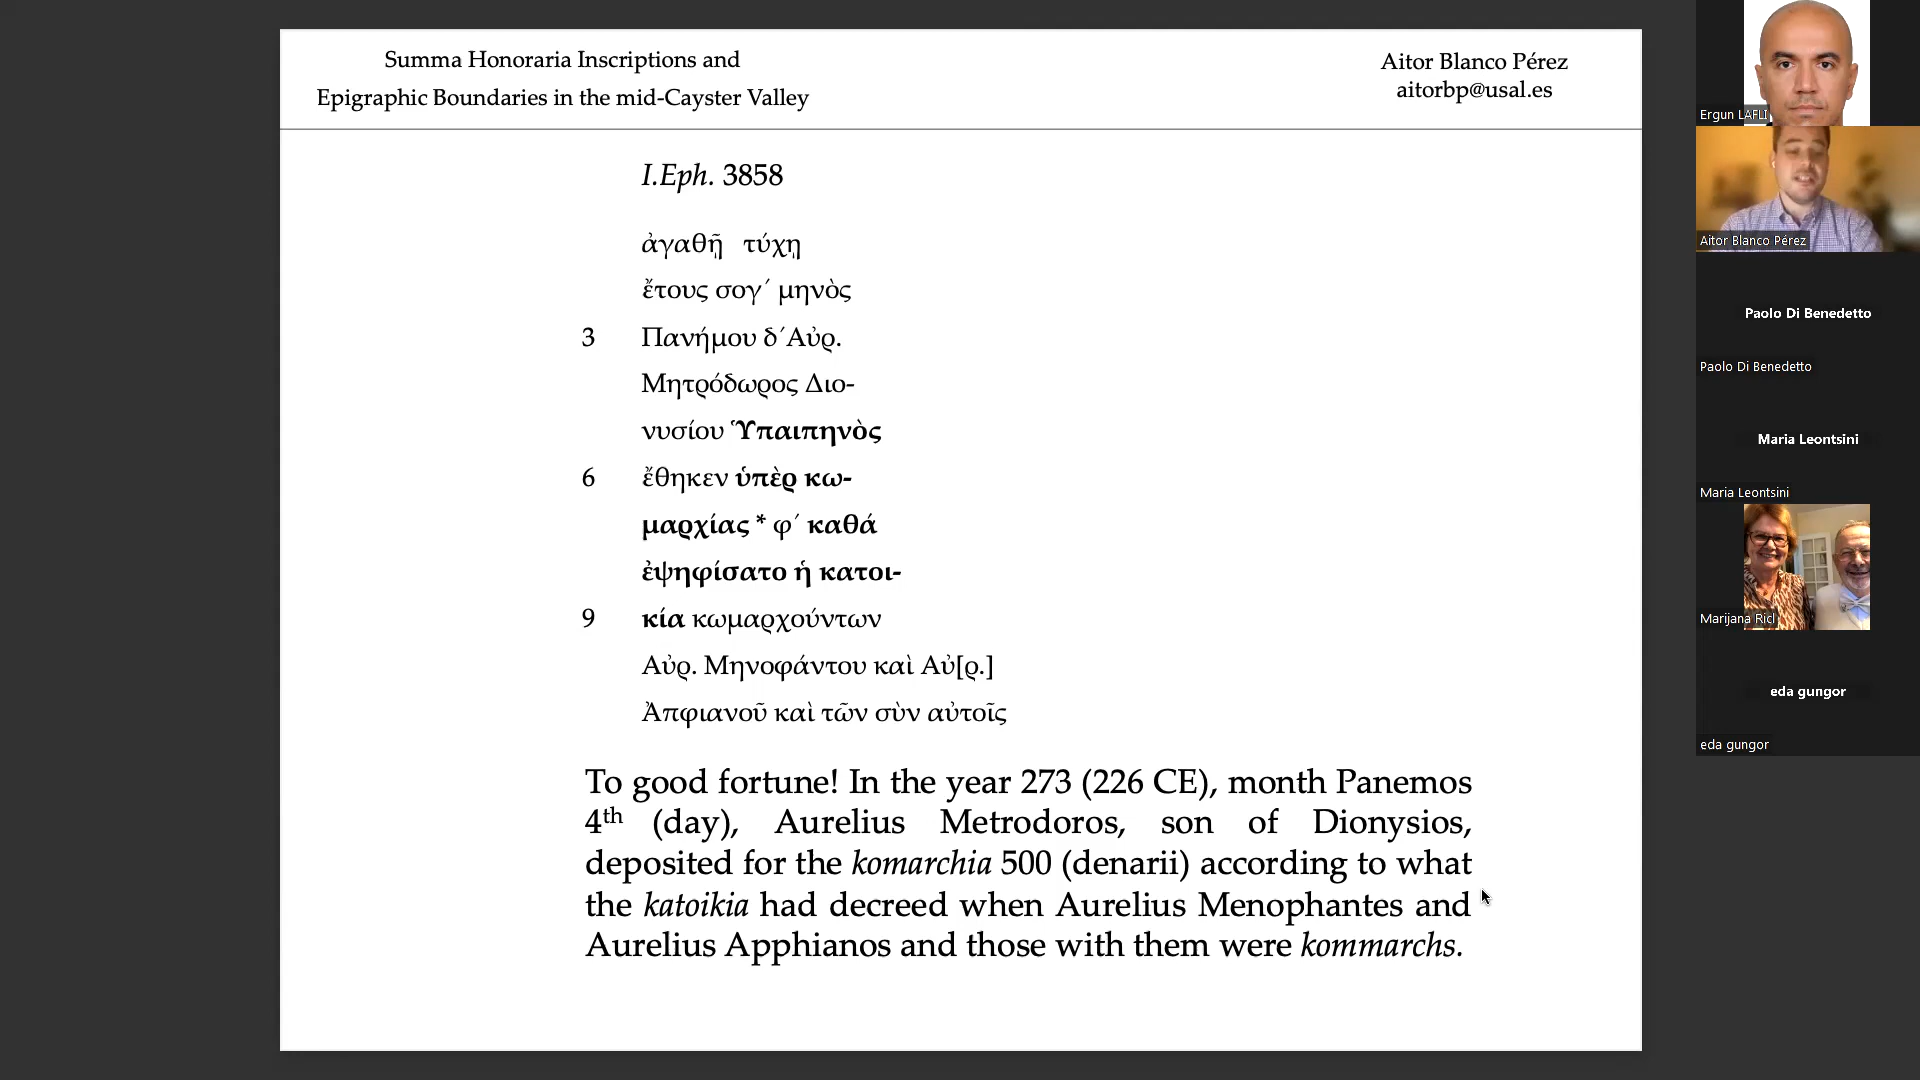 Summa Honoraria Inscriptions and
Epigraphic Boundaries in the mid-Cayster Valley
Aitor Blanco Pérez
aitorbp@usal.es
I.Eph. 3858
ἀγαθῇ τύχῃ
ἔτους σογ´ μηνὸς
3 Πανήμου δ´Αὐρ.
Μητρόδωρος Διο-
νυσίου Ὑπαιπηνὸς
6 ἔθηκεν ὑπὲρ κω-
μαρχίας * φ´ καθά
ἐψηφίσατο ἡ κατοι-
9 κία κωμαρχούντων
Αὐρ. Μηνοφάντου καὶ Αὐ[ρ.]
Ἀπφιανοῦ καὶ τῶν σὺν αὐτοῖς
To good fortune! In the year 273 (226 CE), month Panemos
4th (day), Aurelius Metrodoros, son of Dionysios,
deposited for the komarchia 500 (denarii) according to what
the katoikia had decreed when Aurelius Menophantes and
Aurelius Apphianos and those with them were kommarchs.
Ergun LAFLI
Aitor Blanco Pérez
Paolo Di Benedetto
Paolo Di Benedetto
Maria Leontsini
Maria Leontsini
Marijana Ricl
eda gungor
eda gungor